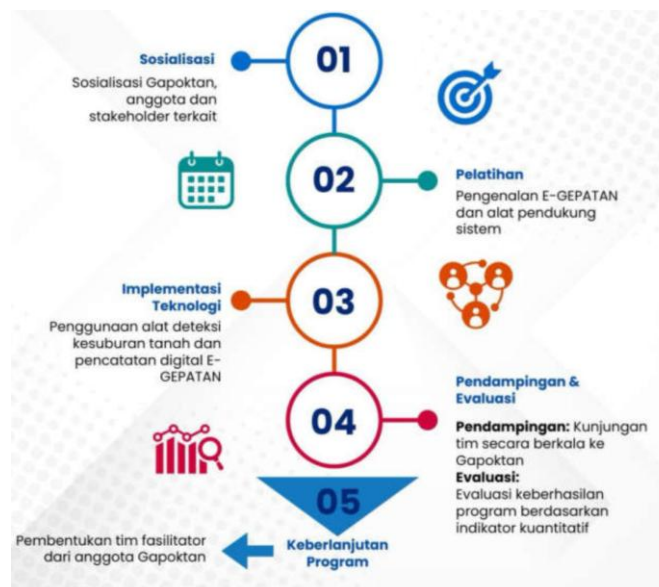 01
Sosialisasi
Sosialisasi Gapoktan,
anggota dan
stakeholder terkait
02
Pelatihan
Pengenalan E-GEPATAN
dan alat pendukung
sistem
03
Implementasi
Teknologi
Penggunaan alat deteksi
kesuburan tanah dan
pencatatan digital E-
GEPATAN
04
Pendampingan &
Evaluasi
Pendampingan: Kunjungan
tim secara berkala ke
Gapoktan
Evaluasi:
Evaluasi keberhasilan
program berdasarkan
indikator kuantitatif
05
Keberlanjutan
Program
Pembentukan tim fasilitator
dari anggota Gapoktan